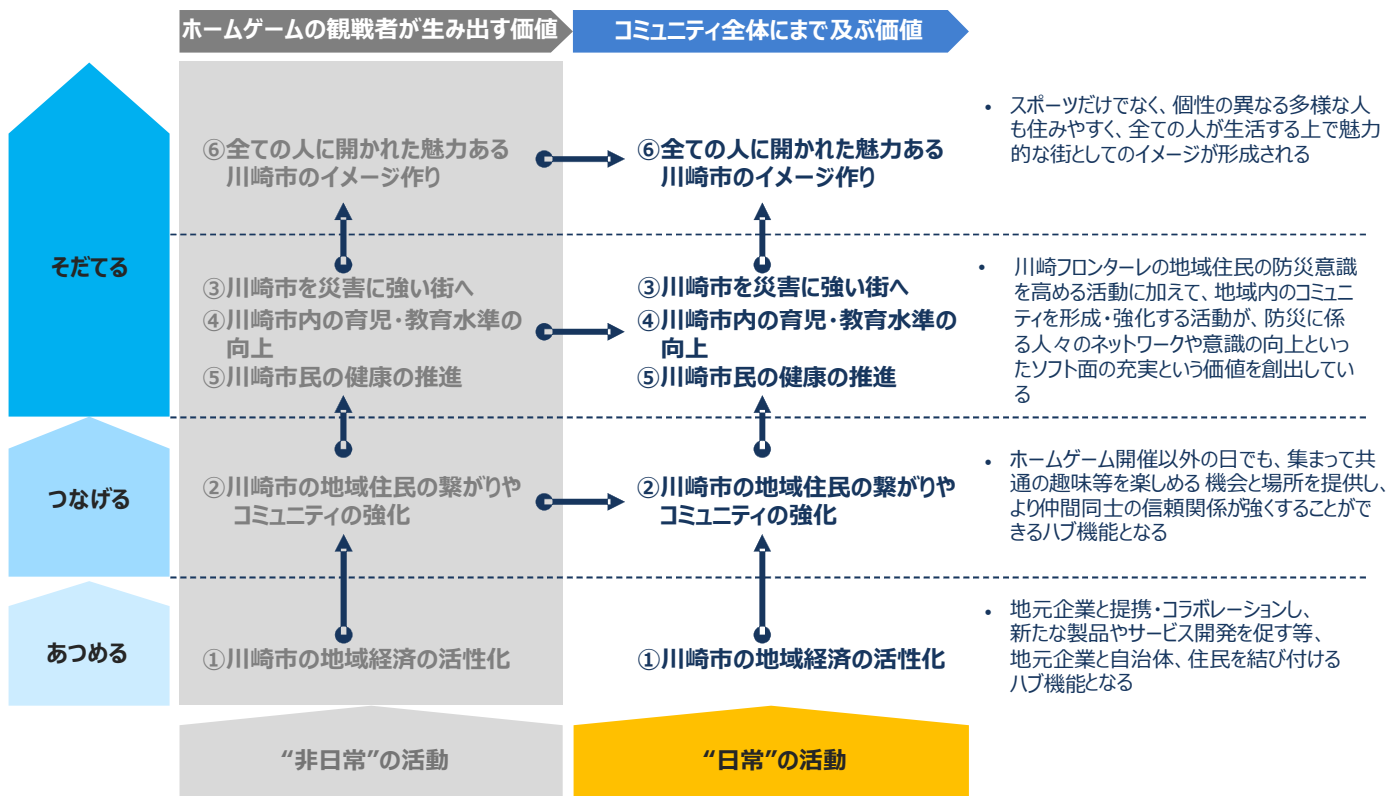 ホームゲームの観戦者が生み出す価値
コミュニティ全体にまで及ぶ価値
そだてる
⑥全ての人に開かれた魅力ある
川崎市のイメージ作り
⑥全ての人に開かれた魅力ある
川崎市のイメージ作り
• スポーツだけでなく、個性の異なる多様な人
も住みやすく、全ての人が生活する上で魅力
的な街としてのイメージが形成される
③川崎市を災害に強い街へ
④川崎市内の育児・教育水準の
向上
⑤川崎市民の健康の推進
③川崎市を災害に強い街へ
④川崎市内の育児・教育水準の
向上
⑤川崎市民の健康の推進
• 川崎フロンターレの地域住民の防災意識
を高める活動に加えて、地域内のコミュニ
ティを形成・強化する活動が、防災に係
る人々のネットワークや意識の向上といっ
たソフト面の充実という価値を創出してい
る
つなげる
②川崎市の地域住民の繋がりや
コミュニティの強化
②川崎市の地域住民の繋がりや
コミュニティの強化
• ホームゲーム開催以外の日でも、集まって共
通の趣味等を楽しめる 機会と場所を提供し、
より仲間同士の信頼関係が強くすることがで
きるハブ機能となる
あつめる
①川崎市の地域経済の活性化
①川崎市の地域経済の活性化
• 地元企業と提携・コラボレーションし、
新たな製品やサービス開発を促す等、
地元企業と自治体、住民を結び付ける
ハブ機能となる
“非日常”の活動
“日常”の活動